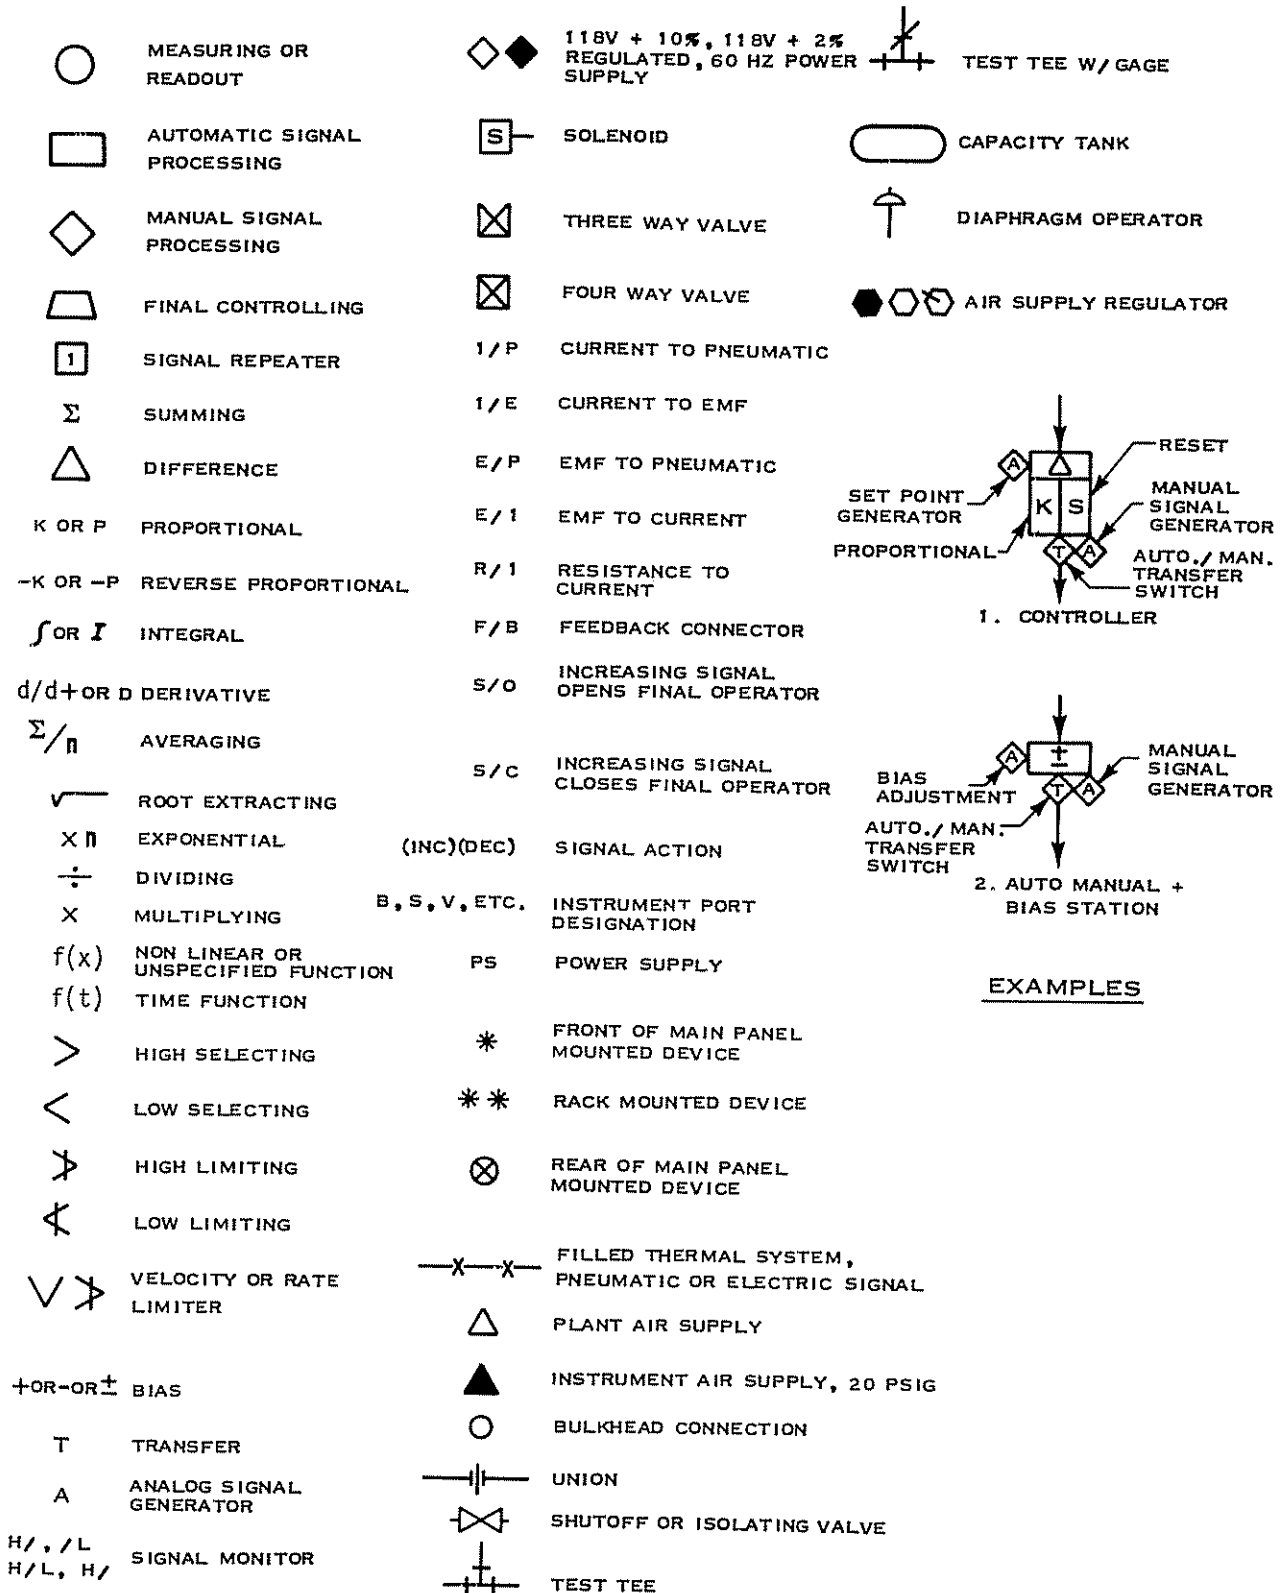 MEASURING OR
READOUT
AUTOMATIC SIGNAL
PROCESSING
MANUAL SIGNAL
PROCESSING
FINAL CONTROLLING
1 SIGNAL REPEATER
Σ SUMMING
DIFFERENCE
K OR P PROPORTIONAL
-K OR -P REVERSE PROPORTIONAL
∫ OR I INTEGRAL
d/d+ OR D DERIVATIVE
Σ/n AVERAGING
√ ROOT EXTRACTING
X n EXPONENTIAL
÷ DIVIDING
X MULTIPLYING
f(x) NON LINEAR OR
UNSPECIFIED FUNCTION
f(t) TIME FUNCTION
> HIGH SELECTING
< LOW SELECTING
HIGH LIMITING
LOW LIMITING
VELOCITY OR RATE
LIMITER
+OR-OR± BIAS
T TRANSFER
A ANALOG SIGNAL
GENERATOR
H/, /L
H/L, H/ SIGNAL MONITOR
118V + 10%, 118V + 2%
REGULATED, 60 HZ POWER
SUPPLY
S SOLENOID
THREE WAY VALVE
FOUR WAY VALVE
1/P CURRENT TO PNEUMATIC
1/E CURRENT TO EMF
E/P EMF TO PNEUMATIC
E/1 EMF TO CURRENT
R/1 RESISTANCE TO
CURRENT
F/B FEEDBACK CONNECTOR
S/O INCREASING SIGNAL
OPENS FINAL OPERATOR
S/C INCREASING SIGNAL
CLOSES FINAL OPERATOR
(INC)(DEC) SIGNAL ACTION
B, S, V, ETC. INSTRUMENT PORT
DESIGNATION
PS POWER SUPPLY
* FRONT OF MAIN PANEL
MOUNTED DEVICE
* * RACK MOUNTED DEVICE
REAR OF MAIN PANEL
MOUNTED DEVICE
X X FILLED THERMAL SYSTEM,
PNEUMATIC OR ELECTRIC SIGNAL
PLANT AIR SUPPLY
INSTRUMENT AIR SUPPLY, 20 PSIG
BULKHEAD CONNECTION
UNION
SHUTOFF OR ISOLATING VALVE
TEST TEE
TEST TEE W/GAGE
CAPACITY TANK
DIAPHRAGM OPERATOR
AIR SUPPLY REGULATOR
RESET
A
SET POINT
GENERATOR
K S
MANUAL
SIGNAL
GENERATOR
PROPORTIONAL
T A
AUTO./MAN.
TRANSFER
SWITCH
1. CONTROLLER
A ±
MANUAL
SIGNAL
GENERATOR
BIAS
ADJUSTMENT
T A
AUTO./MAN.
TRANSFER
SWITCH
2. AUTO MANUAL +
BIAS STATION
EXAMPLES